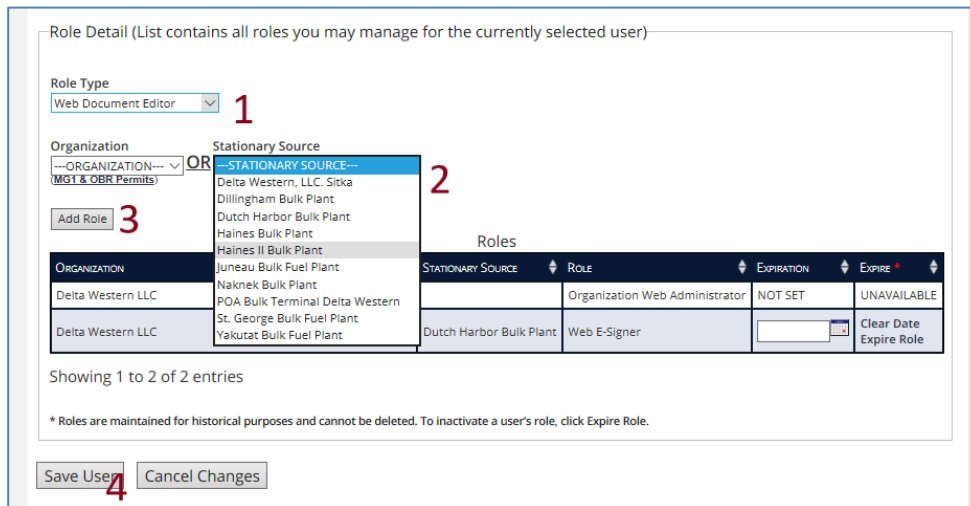 Role Detail (List contains all roles you may manage for the currently selected user)
Role Type
Web Document Editor
1
Organization Stationary Source
---ORGANIZATION--- OR ---STATIONARY SOURCE---
(MG1 & OBR Permits)
Delta Western, LLC. Sitka
Dillingham Bulk Plant
Dutch Harbor Bulk Plant
Haines Bulk Plant
Haines II Bulk Plant
Juneau Bulk Fuel Plant
Naknek Bulk Plant
POA Bulk Terminal Delta Western
St. George Bulk Fuel Plant
Yakutat Bulk Fuel Plant
2
Add Role 3
Roles
Organization Stationary Source Role Expiration Expire *
Delta Western LLC Organization Web Administrator NOT SET UNAVAILABLE
Delta Western LLC Dutch Harbor Bulk Plant Web E-Signer Clear Date
Expire Role
Showing 1 to 2 of 2 entries
* Roles are maintained for historical purposes and cannot be deleted. To inactivate a user's role, click Expire Role.
Save User Cancel Changes
4